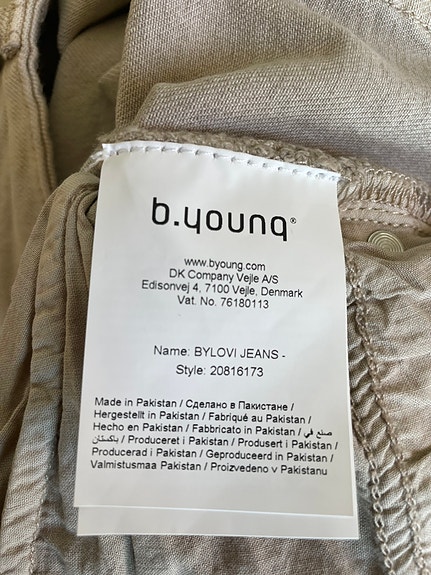 b.young®
www.byoung.com
DK Company Vejle A/S
Edisonvej 4, 7100 Vejle, Denmark
Vat. No. 76180113
Name: BYLOVI JEANS -
Style: 20816173
Made in Pakistan / Сделано в Пакистане /
Hergestellt in Pakistan / Fabriqué au Pakistan /
Hecho en Pakistan / Fabbricato in Pakistan / صنع في
باكستان / Produceret i Pakistan / Produsert i Pakistan /
Producerad i Pakistan / Geproduceerd in Pakistan /
Valmistusmaa Pakistan / Proizvedeno v Pakistanu